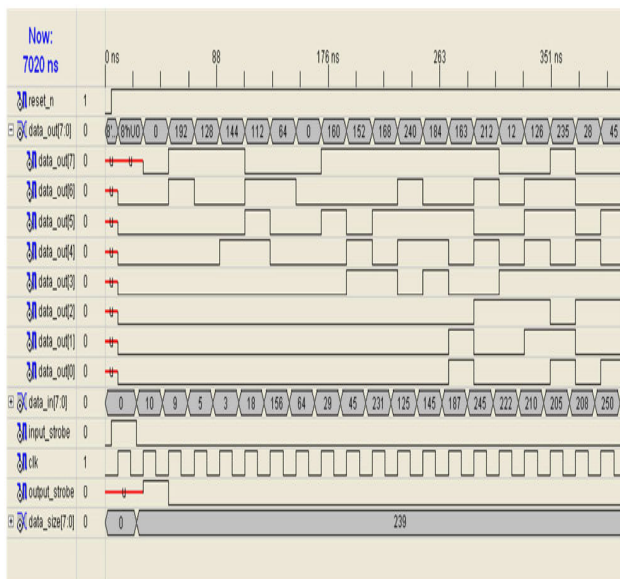 Now:
7020 ns
0 ns 88 176 ns 263 351 ns
reset_n 1
data_out[7:0] 0 8'... 8'hU0 0 192 128 144 112 64 0 160 152 168 240 184 163 212 12 126 235 28 45
data_out[7] 0 U U
data_out[6] 0 U
data_out[5] 0 U
data_out[4] 0 U
data_out[3] 0 U
data_out[2] 0 U
data_out[1] 0 U
data_out[0] 0 U
data_in[7:0] 0 0 10 9 5 3 18 156 64 29 45 231 125 145 187 245 222 210 205 208 250
input_strobe 0
clk 1
output_strobe 0 U
data_size[7:0] 0 0 239